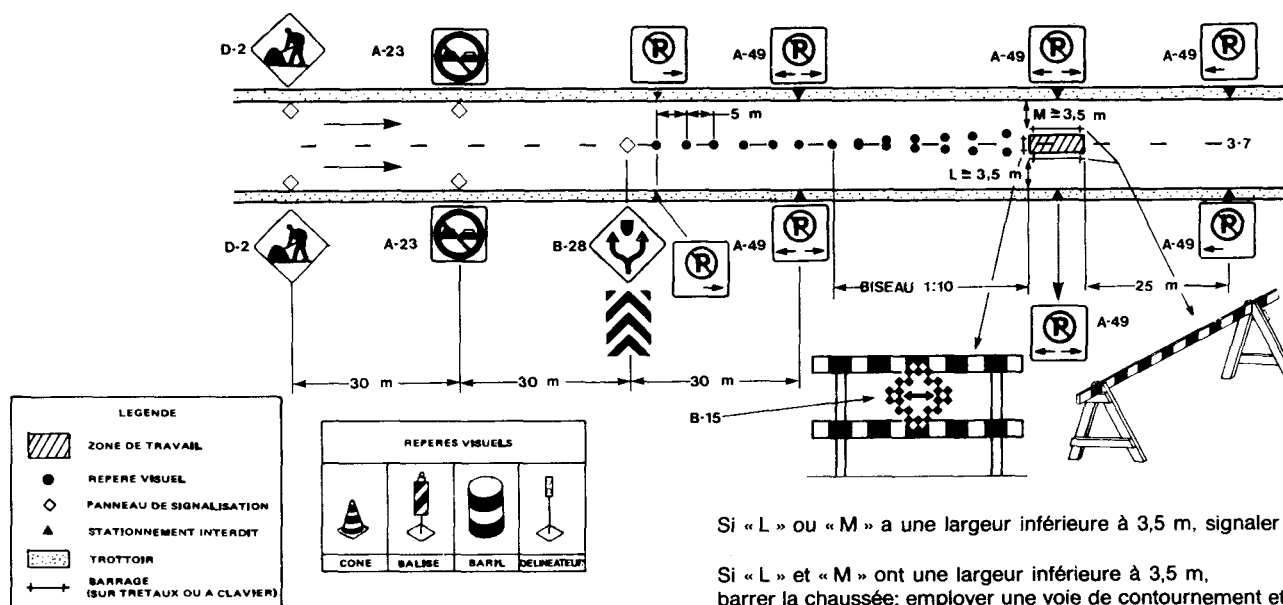 D-2
A-23
P
A-49
P
A-49
P
A-49
P
5 m
M ≅ 3,5 m
3-7
L ≅ 3,5 m
D-2
A-23
B-28
P
A-49
P
A-49
P
BISEAU 1:10
25 m
P
A-49
30 m
30 m
30 m
B-15
LEGENDE
ZONE DE TRAVAIL
REPERE VISUEL
PANNEAU DE SIGNALISATION
STATIONNEMENT INTERDIT
TROTTOIR
BARRAGE
(SUR TRETAUX OU A CLAVIER)
REPERES VISUELS
CONE
BALISE
BARIL
DELINEATEUR
Si « L » ou « M » a une largeur inférieure à 3,5 m, signaler
Si « L » et « M » ont une largeur inférieure à 3,5 m,
barrer la chaussée; employer une voie de contournement et